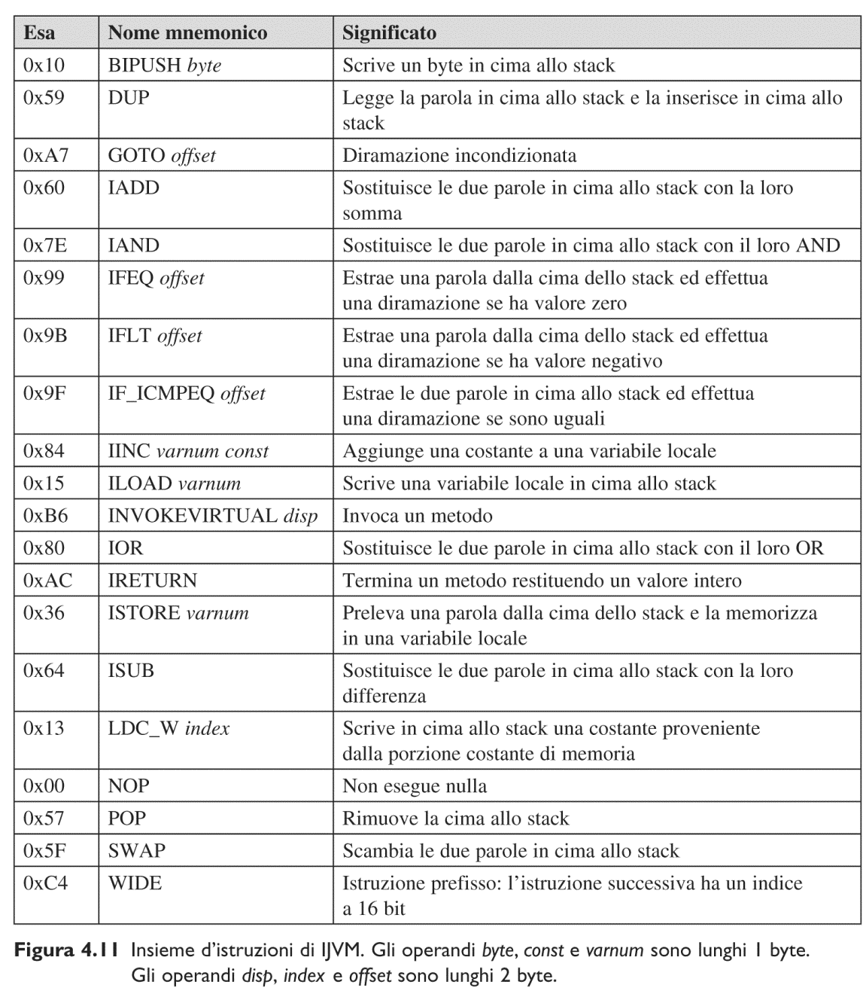 Esa Nome mnemonico Significato
0x10 BIPUSH byte Scrive un byte in cima allo stack
0x59 DUP Legge la parola in cima allo stack e la inserisce in cima allo
stack
0xA7 GOTO offset Diramazione incondizionata
0x60 IADD Sostituisce le due parole in cima allo stack con la loro
somma
0x7E IAND Sostituisce le due parole in cima allo stack con il loro AND
0x99 IFEQ offset Estrae una parola dalla cima dello stack ed effettua
una diramazione se ha valore zero
0x9B IFLT offset Estrae una parola dalla cima dello stack ed effettua
una diramazione se ha valore negativo
0x9F IF_ICMPEQ offset Estrae le due parole in cima allo stack ed effettua
una diramazione se sono uguali
0x84 IINC varnum const Aggiunge una costante a una variabile locale
0x15 ILOAD varnum Scrive una variabile locale in cima allo stack
0xB6 INVOKEVIRTUAL disp Invoca un metodo
0x80 IOR Sostituisce le due parole in cima allo stack con il loro OR
0xAC IRETURN Termina un metodo restituendo un valore intero
0x36 ISTORE varnum Preleva una parola dalla cima dello stack e la memorizza
in una variabile locale
0x64 ISUB Sostituisce le due parole in cima allo stack con la loro
differenza
0x13 LDC_W index Scrive in cima allo stack una costante proveniente
dalla porzione costante di memoria
0x00 NOP Non esegue nulla
0x57 POP Rimuove la cima allo stack
0x5F SWAP Scambia le due parole in cima allo stack
0xC4 WIDE Istruzione prefisso: l’istruzione successiva ha un indice
a 16 bit
Figura 4.11 Insieme d’istruzioni di IJVM. Gli operandi byte, const e varnum sono lunghi 1 byte.
Gli operandi disp, index e offset sono lunghi 2 byte.